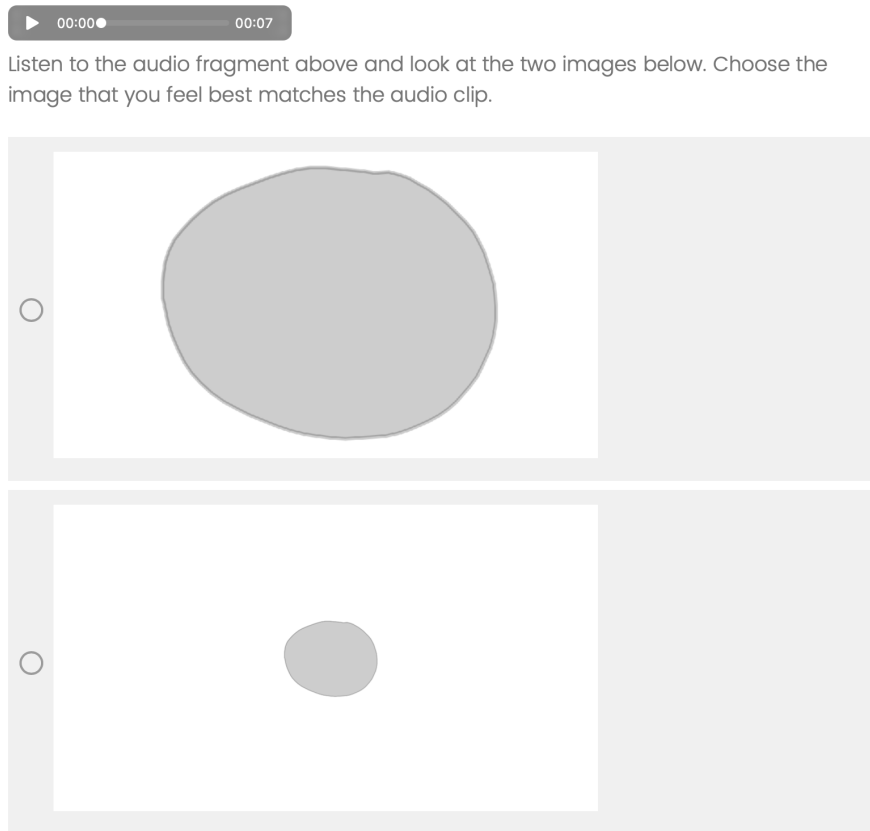 00:00 00:07
Listen to the audio fragment above and look at the two images below. Choose the
image that you feel best matches the audio clip.